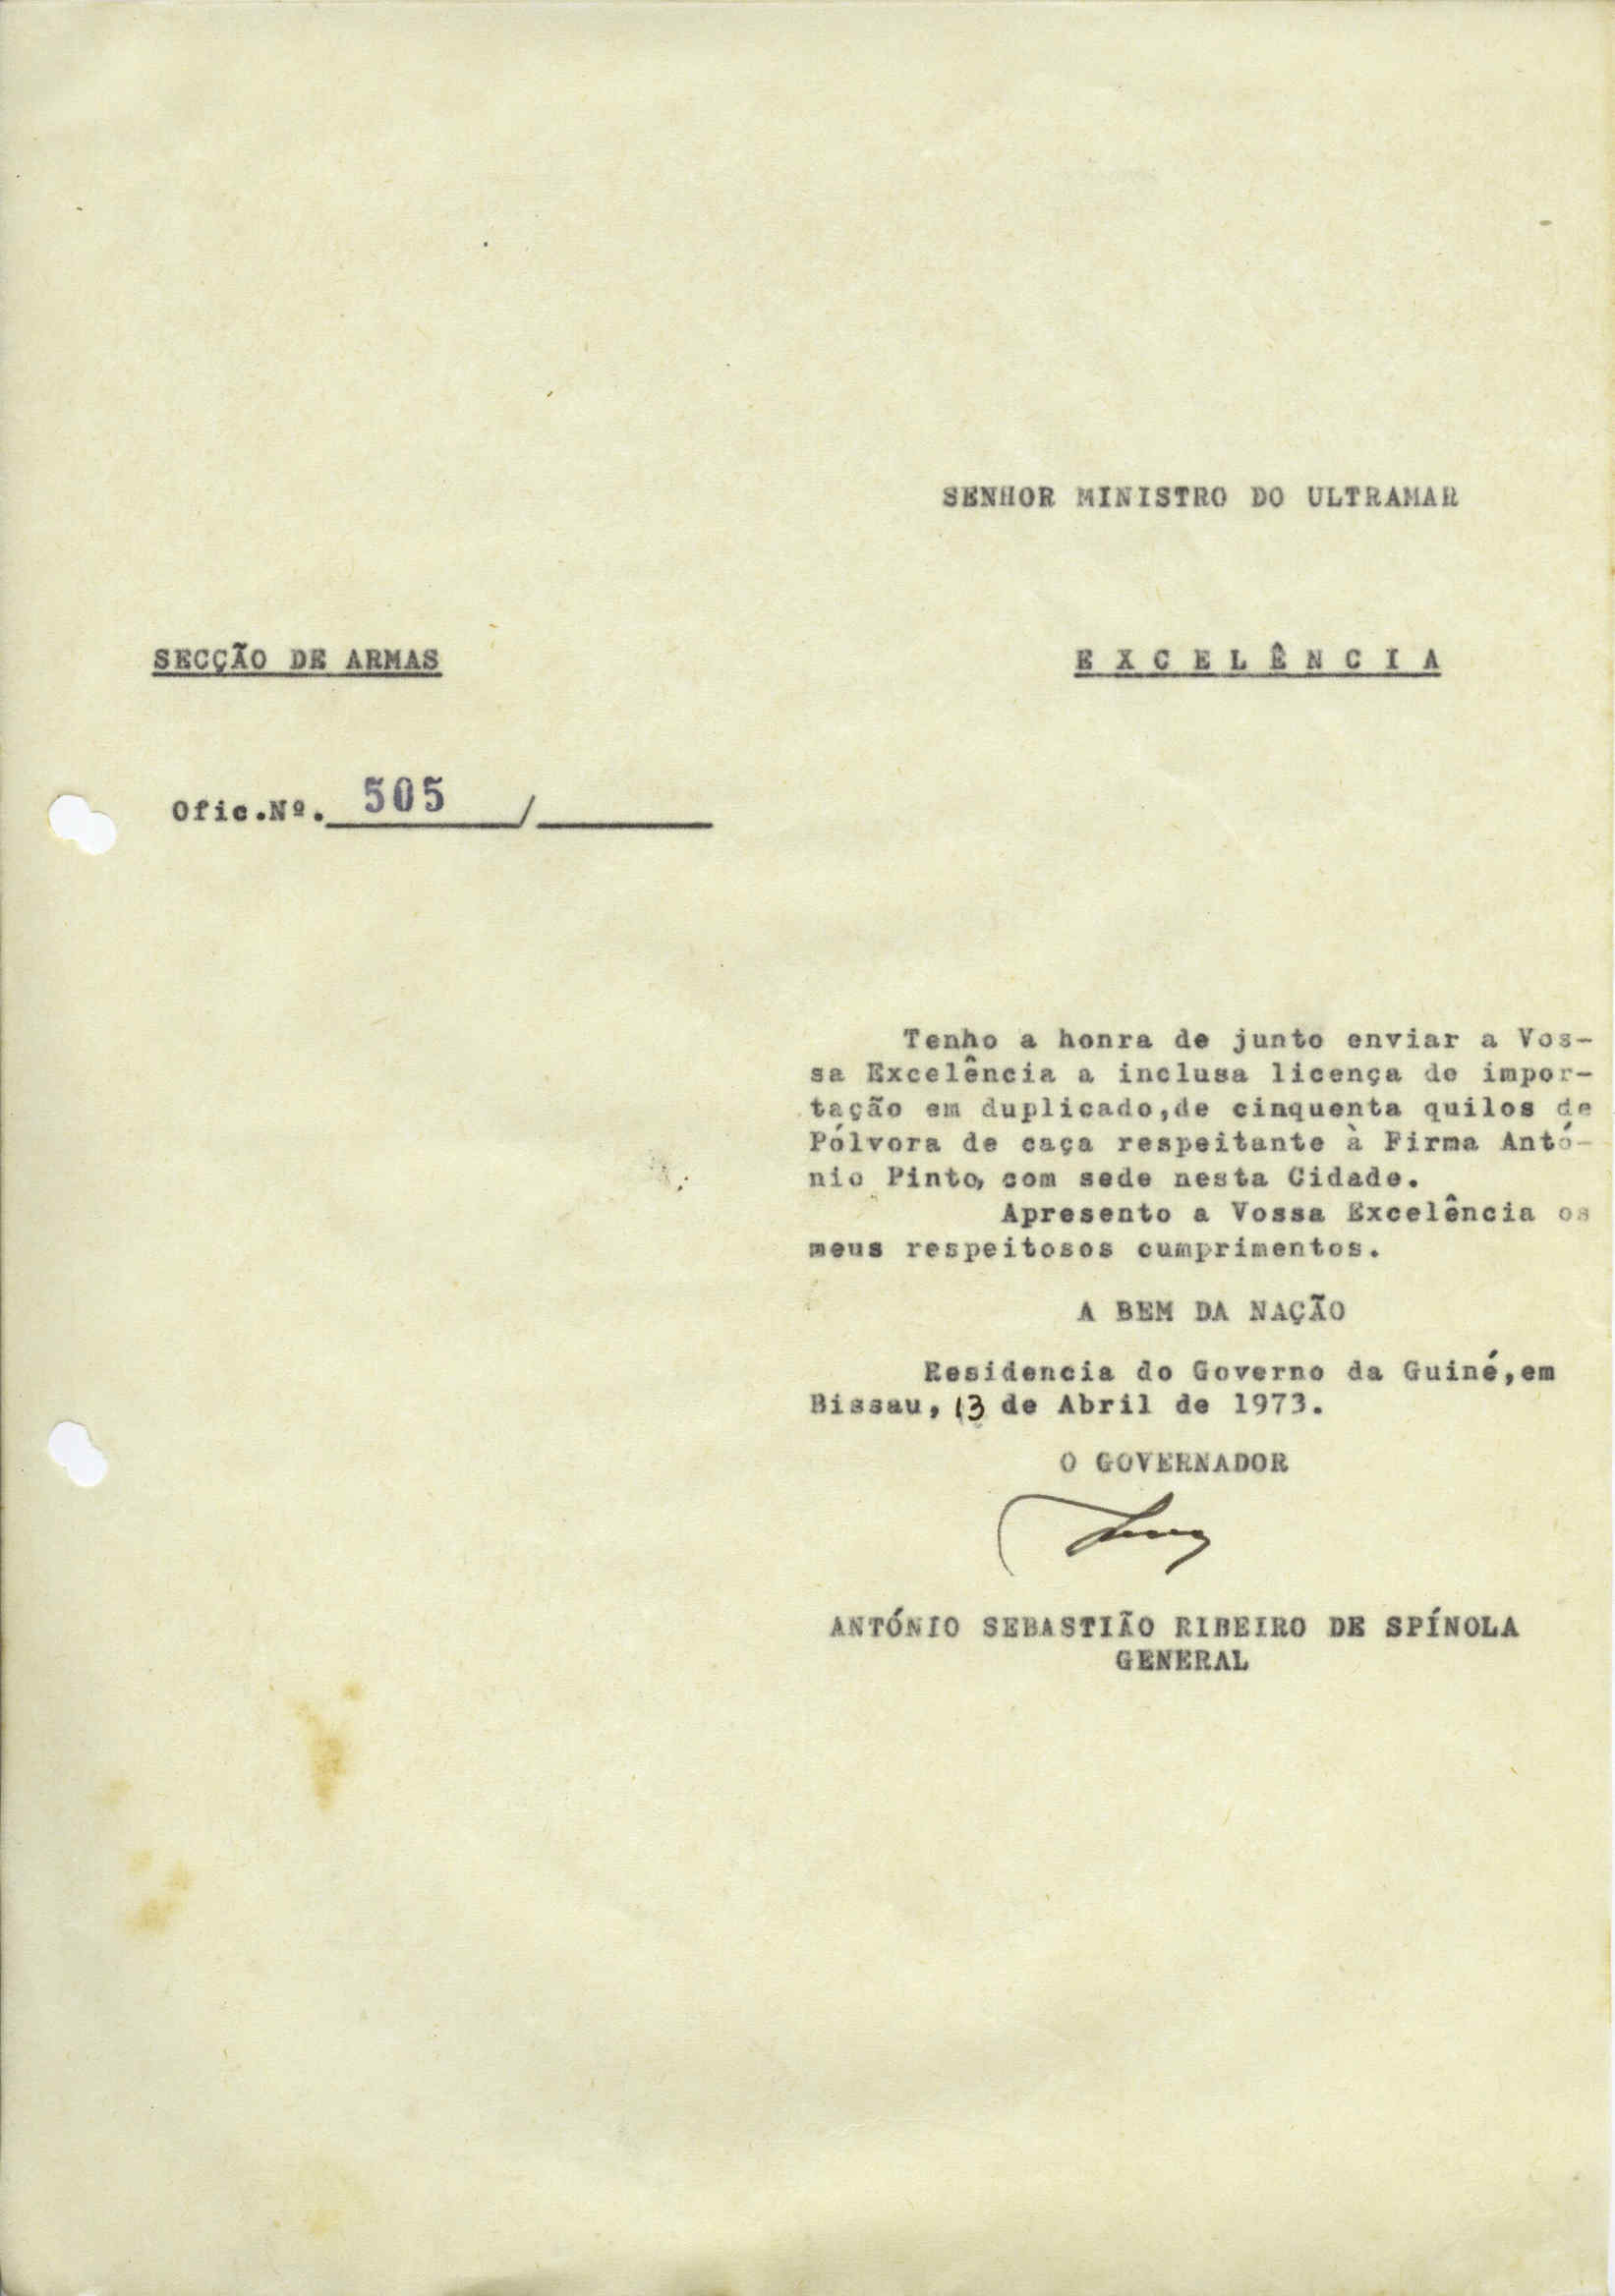 SENHOR MINISTRO DO ULTRAMAR
SECÇÃO DE ARMAS
EXCELÊNCIA
Ofic.Nº. 505 /
Tenho a honra de junto enviar a Vos-
sa Excelência a inclusa licença de impor-
tação em duplicado,de cinquenta quilos de
Pólvora de caça respeitante à Firma Antó-
nio Pinto, com sede nesta Cidade.
Apresento a Vossa Excelência os
meus respeitosos cumprimentos.
A BEM DA NAÇÃO
Residencia do Governo da Guiné,em
Bissau, 13 de Abril de 1973.
O GOVERNADOR
ANTÓNIO SEBASTIÃO RIBEIRO DE SPÍNOLA
GENERAL